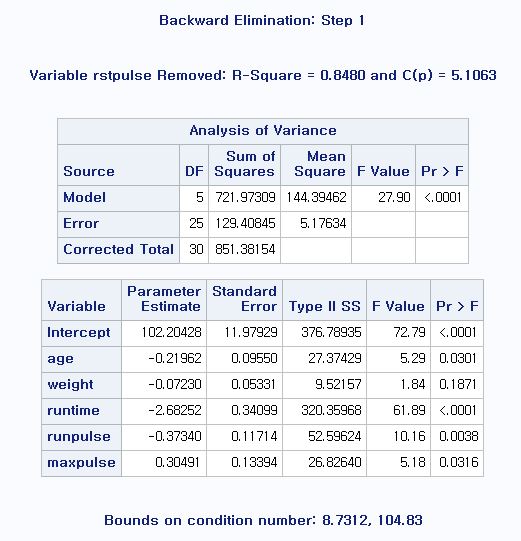 Backward Elimination: Step 1
Variable rstpulse Removed: R-Square = 0.8480 and C(p) = 5.1063
Analysis of Variance
Source DF Sum of Squares Mean Square F Value Pr > F
Model 5 721.97309 144.39462 27.90 <.0001
Error 25 129.40845 5.17634
Corrected Total 30 851.38154
Variable Parameter Estimate Standard Error Type II SS F Value Pr > F
Intercept 102.20428 11.97929 376.78935 72.79 <.0001
age -0.21962 0.09550 27.37429 5.29 0.0301
weight -0.07230 0.05331 9.52157 1.84 0.1871
runtime -2.68252 0.34099 320.35968 61.89 <.0001
runpulse -0.37340 0.11714 52.59624 10.16 0.0038
maxpulse 0.30491 0.13394 26.82640 5.18 0.0316
Bounds on condition number: 8.7312, 104.83